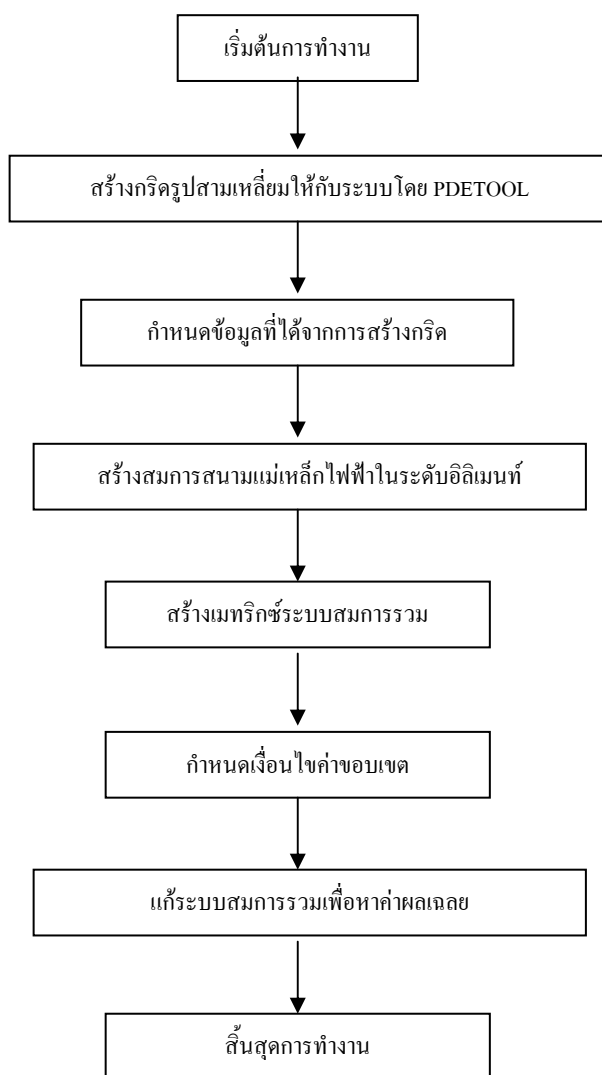 เริ่มต้นการทำงาน
สร้างกริดรูปสามเหลี่ยมให้กับระบบโดย PDETOOL
กำหนดข้อมูลที่ได้จากการสร้างกริด
สร้างสมการสนามแม่เหล็กไฟฟ้าในระดับอิลิเมนท์
สร้างเมทริกซ์ระบบสมการรวม
กำหนดเงื่อนไขค่าขอบเขต
แก้ระบบสมการรวมเพื่อหาค่าผลเฉลย
สิ้นสุดการทำงาน